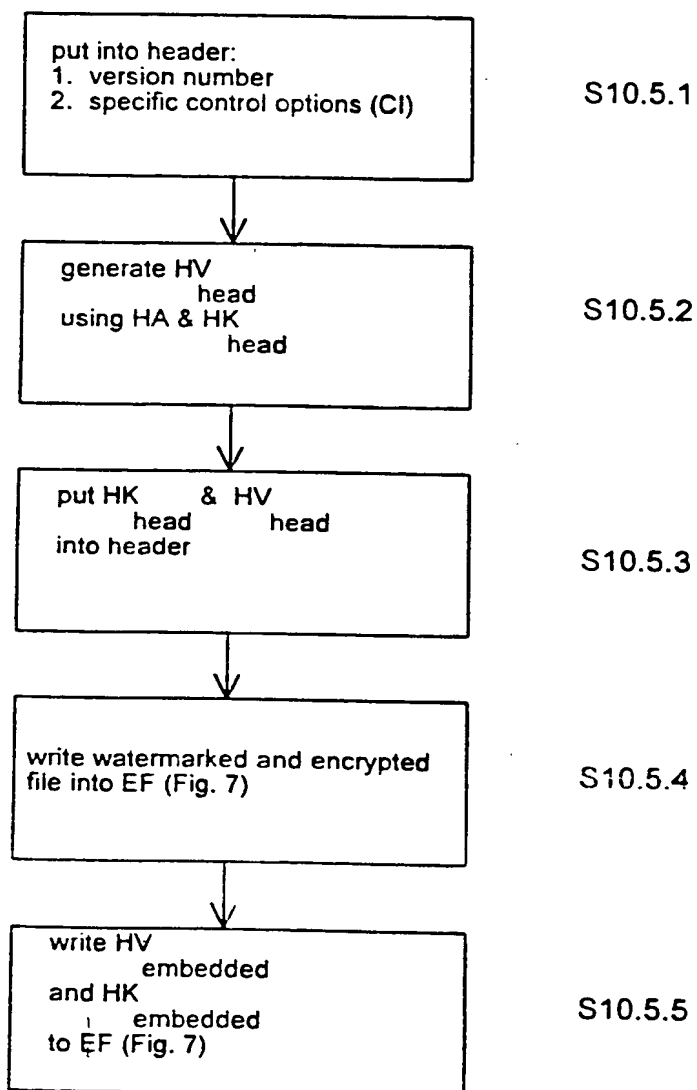 put into header:
1. version number
2. specific control options (CI)
S10.5.1
generate HV
head
using HA & HK
head
S10.5.2
put HK & HV
head head
into header
S10.5.3
write watermarked and encrypted
file into EF (Fig. 7)
S10.5.4
write HV
embedded
and HK
embedded
to EF (Fig. 7)
S10.5.5